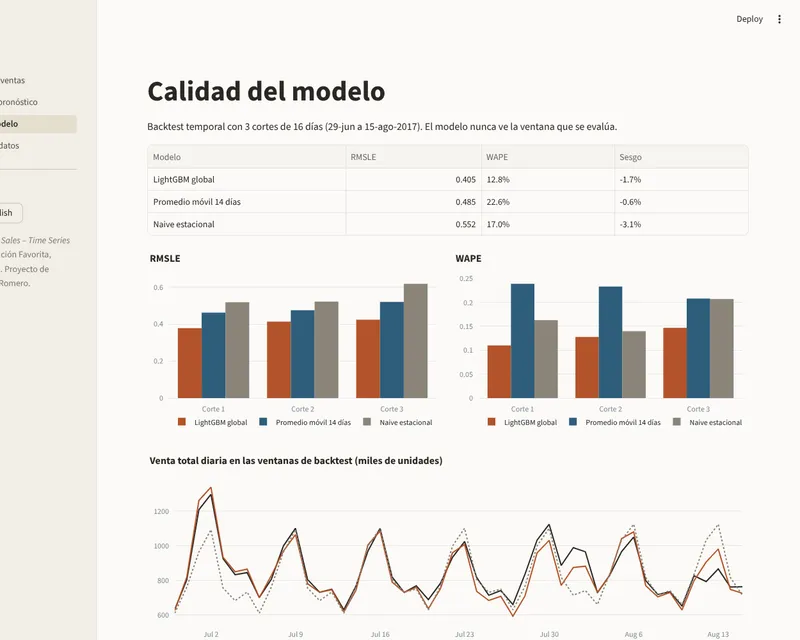 Deploy
ventas
pronóstico
modelo
datos
lish
Calidad del modelo
Backtest temporal con 3 cortes de 16 días (29-jun a 15-ago-2017). El modelo nunca ve la ventana que se evalúa.
Modelo RMSLE WAPE Sesgo
LightGBM global 0.405 12.8% -1.7%
Promedio móvil 14 días 0.485 22.6% -0.6%
Naive estacional 0.552 17.0% -3.1%
Sales – Time Series
ción Favorita,
. Proyecto de
Romero.
RMSLE
0.6
0.4
0.2
0
Corte 1 Corte 2 Corte 3
LightGBM global Promedio móvil 14 días Naive estacional
WAPE
0.25
0.2
0.15
0.1
0.05
0
Corte 1 Corte 2 Corte 3
LightGBM global Promedio móvil 14 días Naive estacional
Venta total diaria en las ventanas de backtest (miles de unidades)
1200
1000
800
600
Jul 2 Jul 9 Jul 16 Jul 23 Jul 30 Aug 6 Aug 13